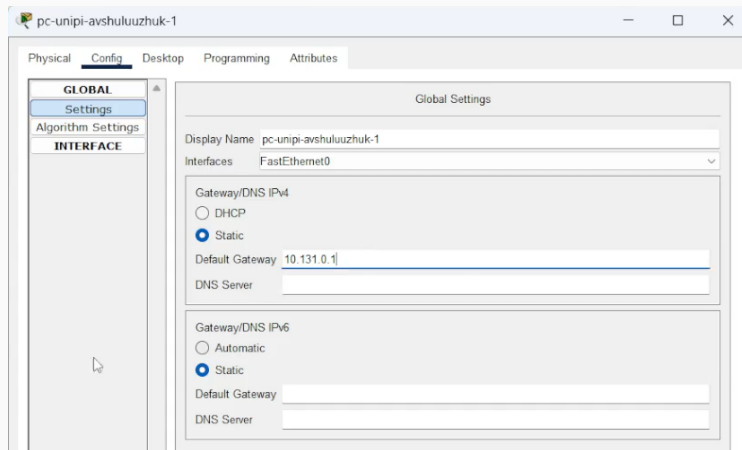 pc-unipi-avshuluuzhuk-1
Physical Config Desktop Programming Attributes
GLOBAL
Settings
Algorithm Settings
INTERFACE
Global Settings
Display Name pc-unipi-avshuluuzhuk-1
Interfaces FastEthernet0
Gateway/DNS IPv4
DHCP
Static
Default Gateway 10.131.0.1
DNS Server
Gateway/DNS IPv6
Automatic
Static
Default Gateway
DNS Server